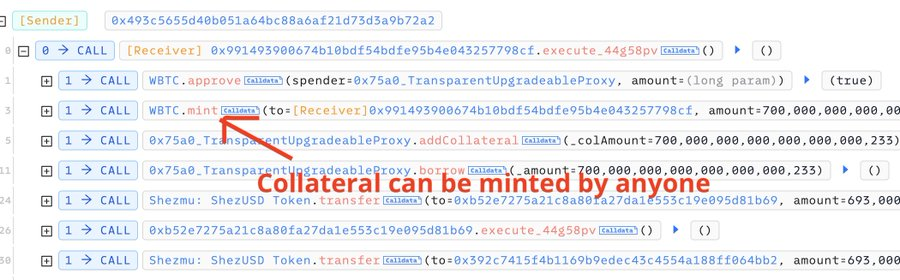 [Sender] 0x493c5655d40b051a64bc88a6af21d73d3a9b72a2
0 0 → CALL [Receiver] 0x991493900674b10bdf54bdfe95b4e043257798cf.execute_44g58pv Calldata () ()
1 1 → CALL WBTC.approve Calldata (spender=0x75a0_TransparentUpgradeableProxy, amount=(long param)) (true)
3 1 → CALL WBTC.mint Calldata (to=[Receiver]0x991493900674b10bdf54bdfe95b4e043257798cf, amount=700,000,000,000,000
5 1 → CALL 0x75a0_TransparentUpgradeableProxy.addCollateral Calldata (_colAmount=700,000,000,000,000,000,000,233)
11 1 → CALL 0x75a0_TransparentUpgradeableProxy.borrow Calldata (_amount=700,000,000,000,000,000,000,233) ()
Collateral can be minted by anyone
24 1 → CALL Shezmu: ShezUSD Token.transfer Calldata (to=0xb52e7275a21c8a80fa27da1e553c19e095d81b69, amount=693,000
26 1 → CALL 0xb52e7275a21c8a80fa27da1e553c19e095d81b69.execute_44g58pv Calldata () ()
30 1 → CALL Shezmu: ShezUSD Token.transfer Calldata (to=0x392c7415f4b1169b9edec43c4554a188ff064bb2, amount=693,000